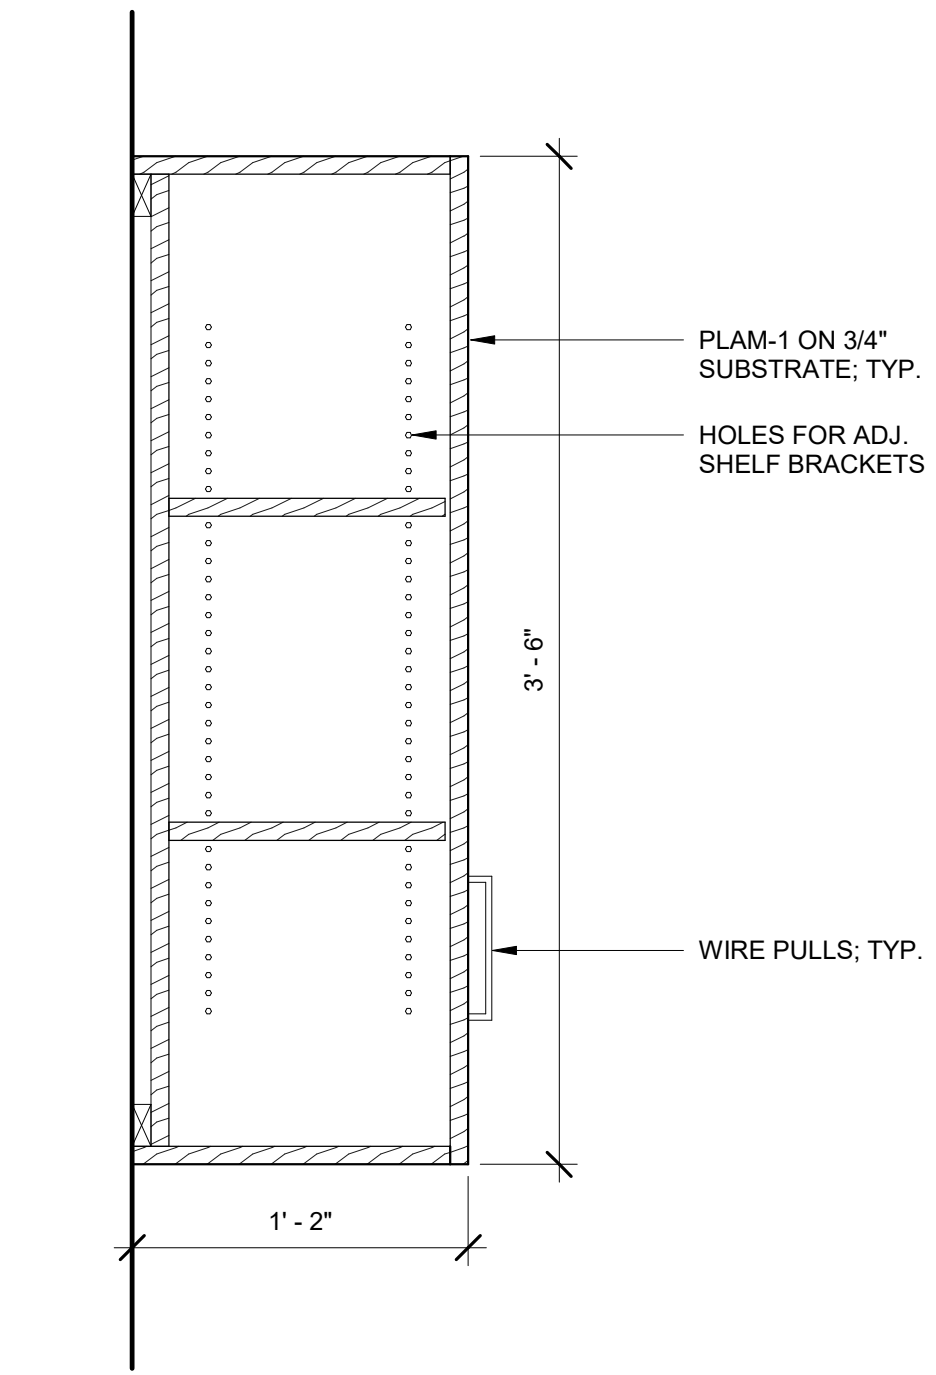 PLAM-1 ON 3/4"
SUBSTRATE; TYP.
HOLES FOR ADJ.
SHELF BRACKETS
3' - 6"
WIRE PULLS; TYP.
1' - 2"